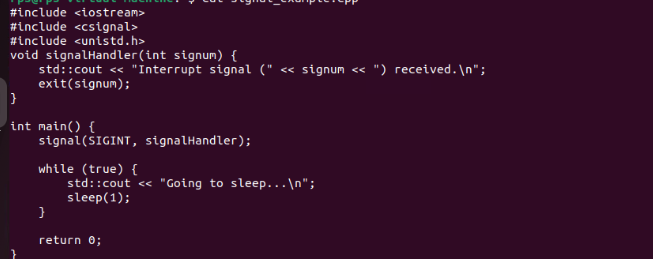 $ cat signal_example.cpp
#include <iostream>
#include <csignal>
#include <unistd.h>
void signalHandler(int signum) {
    std::cout << "Interrupt signal (" << signum << ") received.\n";
    exit(signum);
}

int main() {
    signal(SIGINT, signalHandler);

    while (true) {
        std::cout << "Going to sleep...\n";
        sleep(1);
    }

    return 0;
}